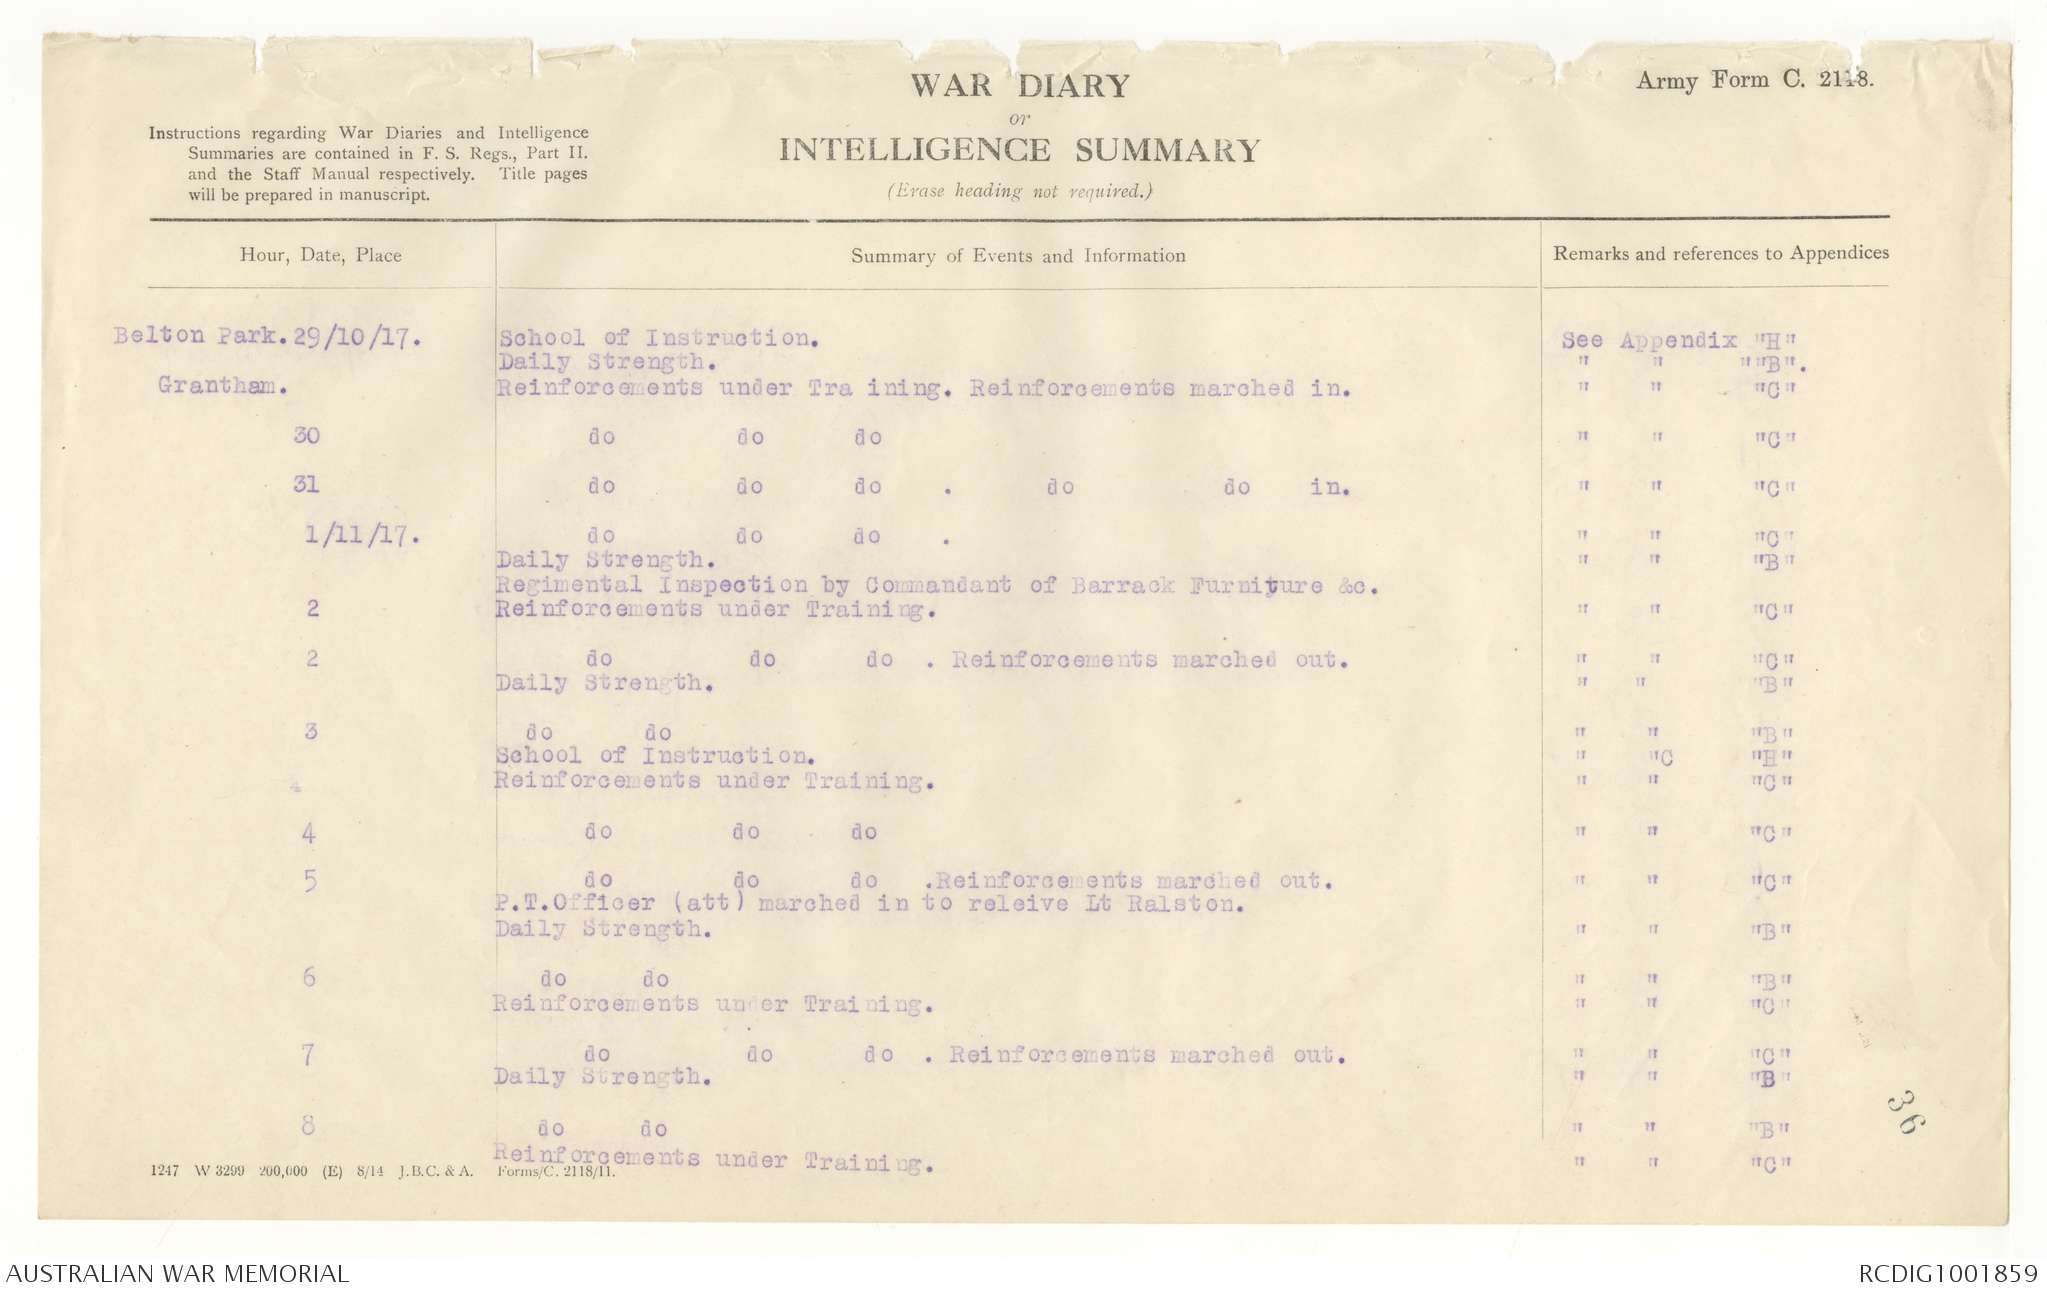 WAR DIARY
or
INTELLIGENCE SUMMARY
(Erase heading not required.)
Army Form C. 2118.
Instructions regarding War Diaries and Intelligence
Summaries are contained in F. S. Regs., Part II.
and the Staff Manual respectively. Title pages
will be prepared in manuscript.
Hour, Date, Place Summary of Events and Information Remarks and references to Appendices
Belton Park. 29/10/17. School of Instruction. See Appendix "H"
Daily Strength. " " ""B".
Grantham. Reinforcements under Tra ining. Reinforcements marched in. " " "C"
30 do do do " " "C"
31 do do do . do do in. " " "C"
1/11/17. do do do . " " "C"
Daily Strength. " " "B"
Regimental Inspection by Commandant of Barrack Furniture &c.
2 Reinforcements under Training. " " "C"
2 do do do . Reinforcements marched out. " " "C"
Daily Strength. " " "B"
3 do do " " "B"
School of Instruction. " "C "H"
4 Reinforcements under Training. " " "C"
4 do do do " " "C"
5 do do do .Reinforcements marched out. " " "C"
P.T.Officer (att) marched in to releive Lt Ralston.
Daily Strength. " " "B"
6 do do " " "B"
Reinforcements under Training. " " "C"
7 do do do . Reinforcements marched out. " " "C"
Daily Strength. " " "B"
8 do do " " "B"
Reinforcements under Training. " " "C"
36
1247 W 3299 200,000 (E) 8/14 J.B.C. & A. Forms/C. 2118/11.
AUSTRALIAN WAR MEMORIAL RCDIG1001859